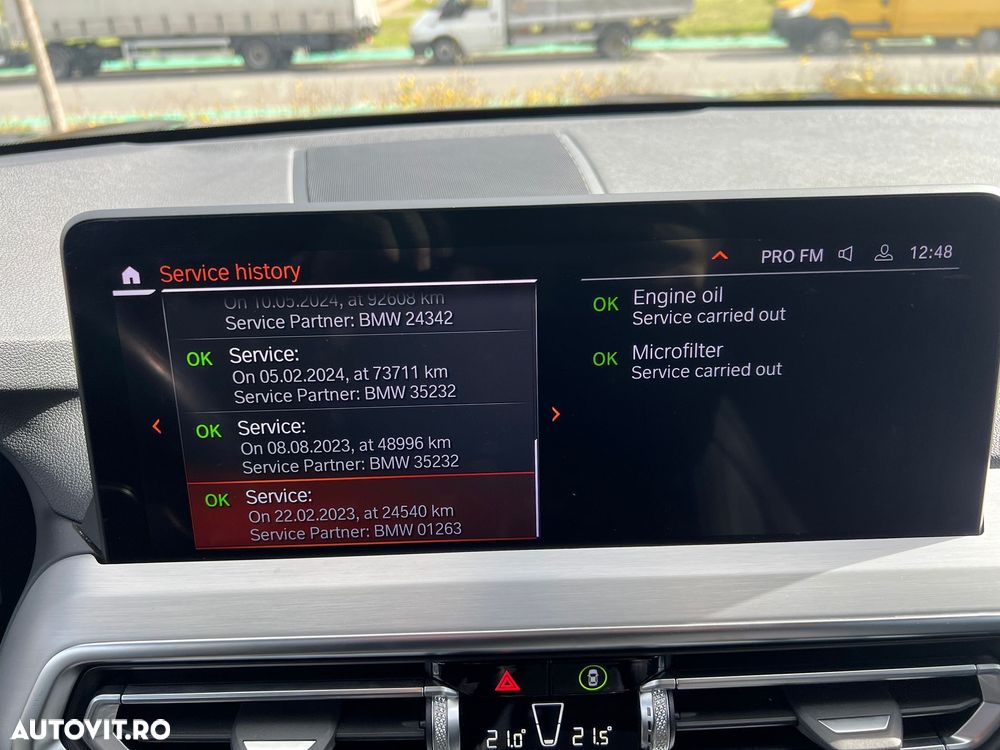 Service history
PRO FM
12:48
On 10.05.2024, at 92608 km
Service Partner: BMW 24342
OK Service:
On 05.02.2024, at 73711 km
Service Partner: BMW 35232
OK Service:
On 08.08.2023, at 48996 km
Service Partner: BMW 35232
OK Service:
On 22.02.2023, at 24540 km
Service Partner: BMW 01263
OK Engine oil
Service carried out
OK Microfilter
Service carried out
21.0° 21.5°
AUTOVIT.RO